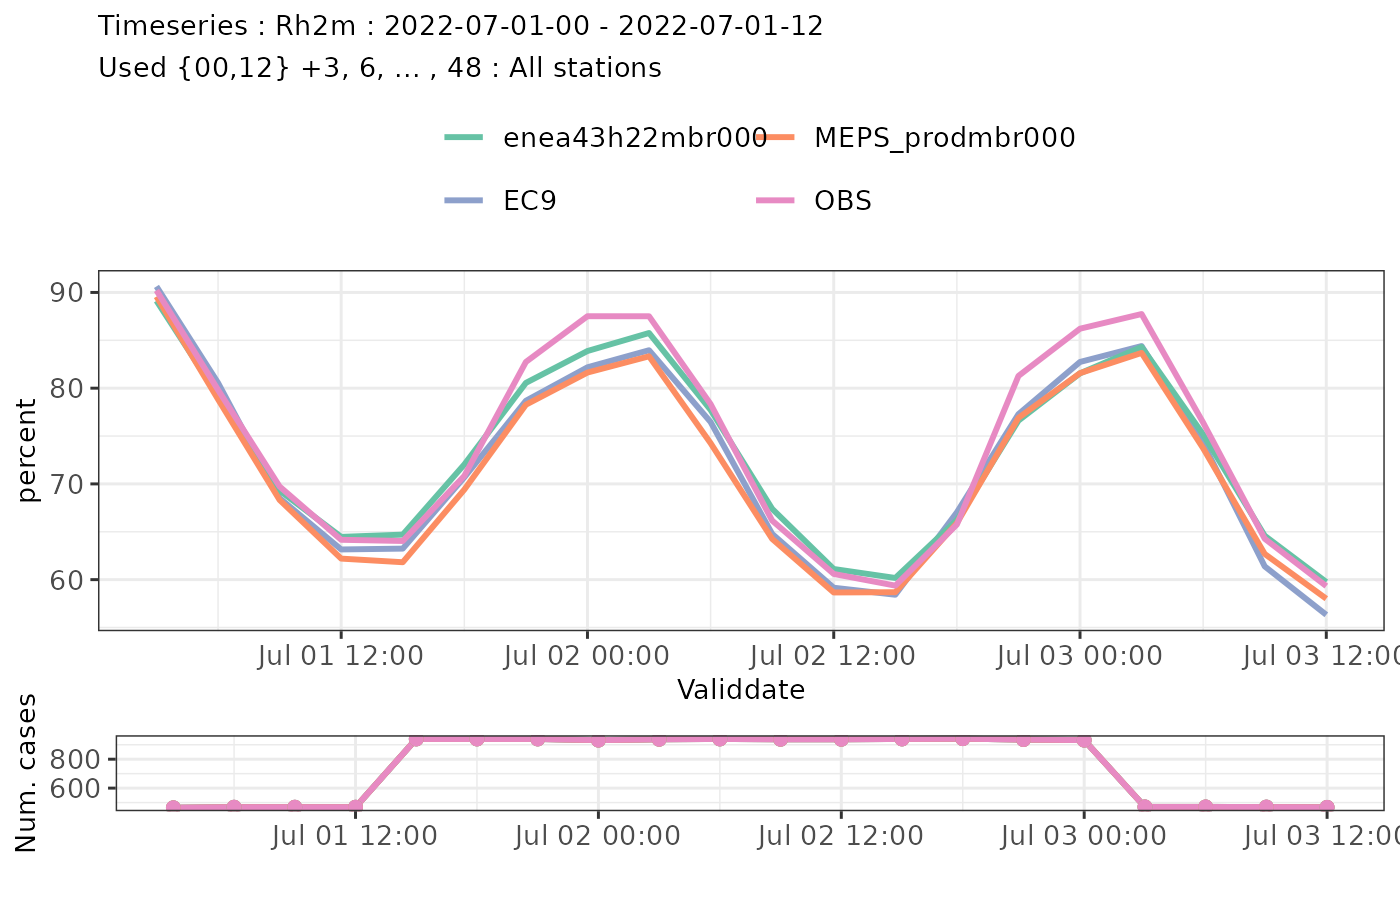 Timeseries : Rh2m : 2022-07-01-00 - 2022-07-01-12
Used {00,12} +3, 6, ... , 48 : All stations
enea43h22mbr000 MEPS_prodmbr000
EC9 OBS
percent
90
80
70
60
Jul 01 12:00 Jul 02 00:00 Jul 02 12:00 Jul 03 00:00 Jul 03 12:00
Validdate
Num. cases
800
600
Jul 01 12:00 Jul 02 00:00 Jul 02 12:00 Jul 03 00:00 Jul 03 12:00